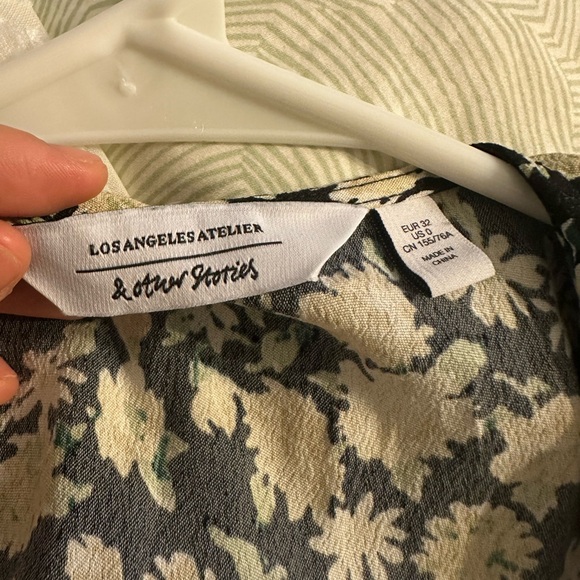 LOS ANGELES ATELIER
& other Stories
EUR 32
US 0
CN 155/76A
MADE IN
CHINA